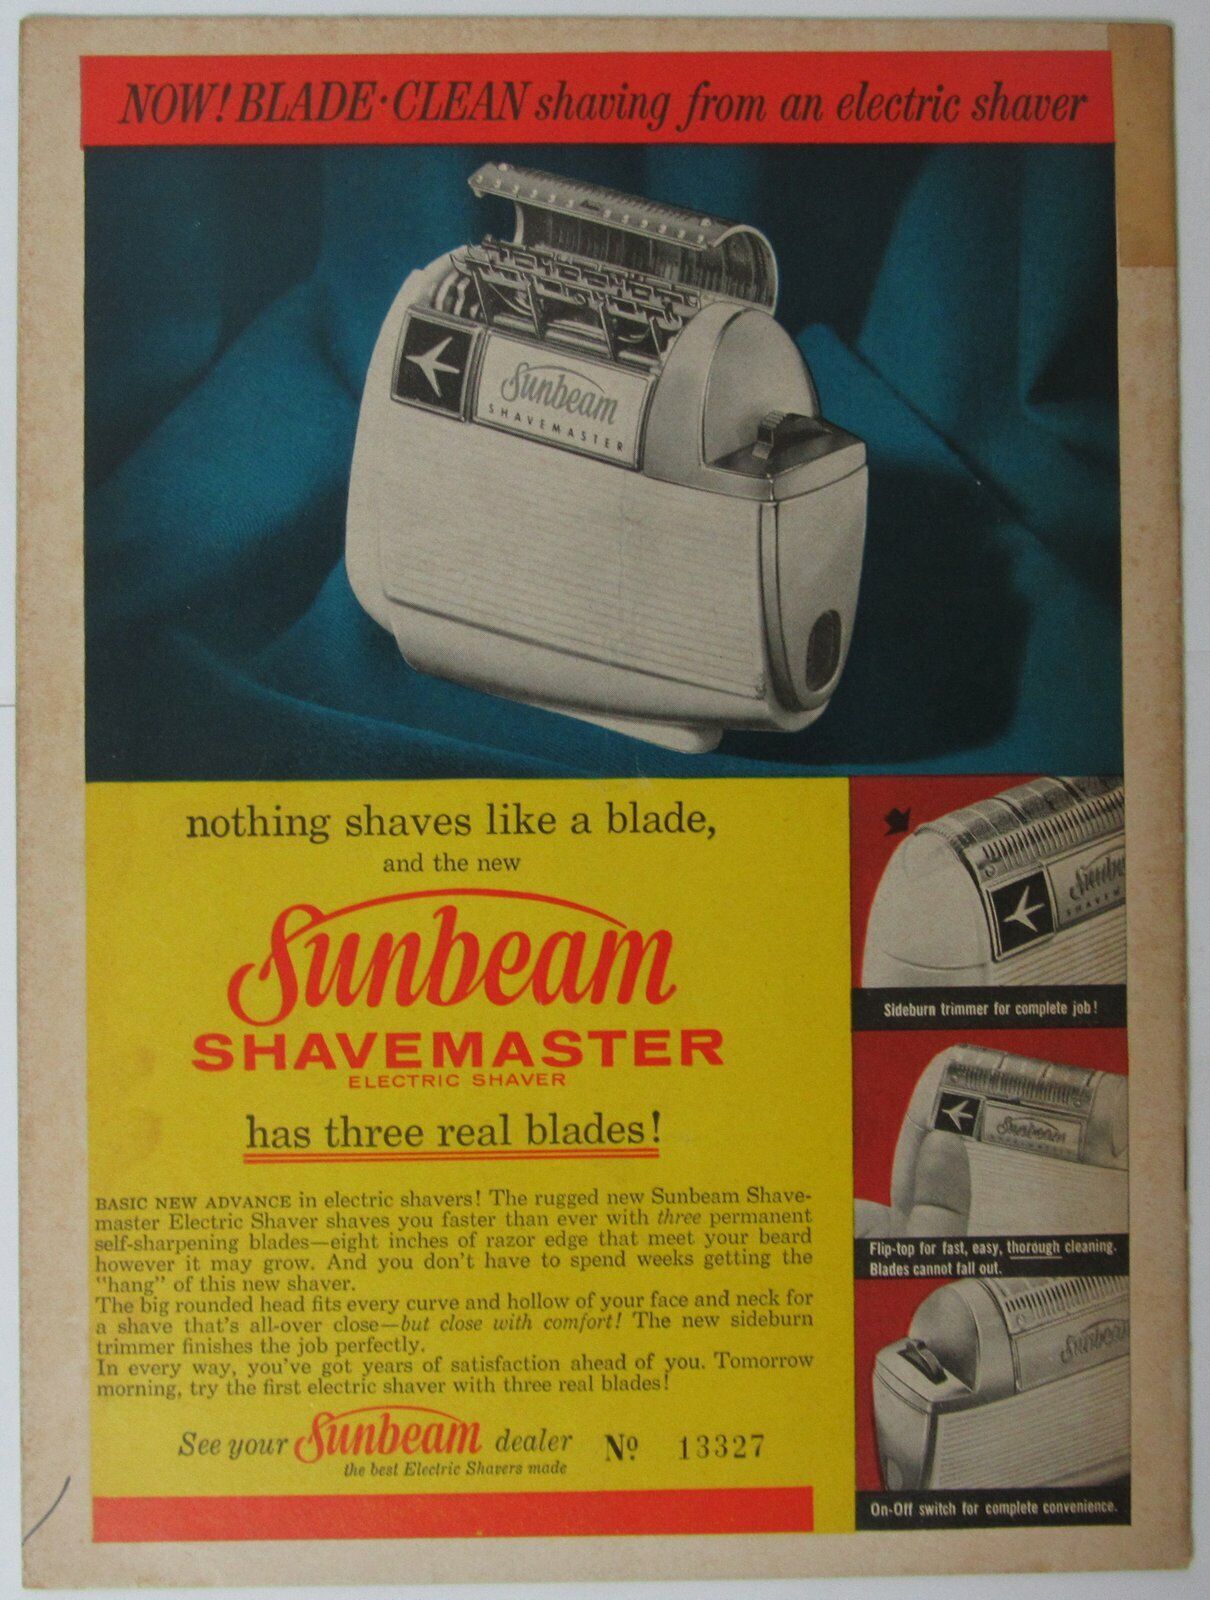 NOW! BLADE·CLEAN shaving from an electric shaver
Sunbeam
SHAVEMASTER
nothing shaves like a blade,
and the new
Sunbeam
SHAVEMASTER
ELECTRIC SHAVER
has three real blades!
BASIC NEW ADVANCE in electric shavers! The rugged new Sunbeam Shave-
master Electric Shaver shaves you faster than ever with three permanent
self-sharpening blades—eight inches of razor edge that meet your beard
however it may grow. And you don't have to spend weeks getting the
"hang" of this new shaver.
The big rounded head fits every curve and hollow of your face and neck for
a shave that's all-over close—but close with comfort! The new sideburn
trimmer finishes the job perfectly.
In every way, you've got years of satisfaction ahead of you. Tomorrow
morning, try the first electric shaver with three real blades!
See your Sunbeam dealer
the best Electric Shavers made
Nº 13327
Sunbe
SHAVEM
Sideburn trimmer for complete job!
Sunbeam
Flip-top for fast, easy, thorough cleaning.
Blades cannot fall out.
Sunbea
On-Off switch for complete convenience.